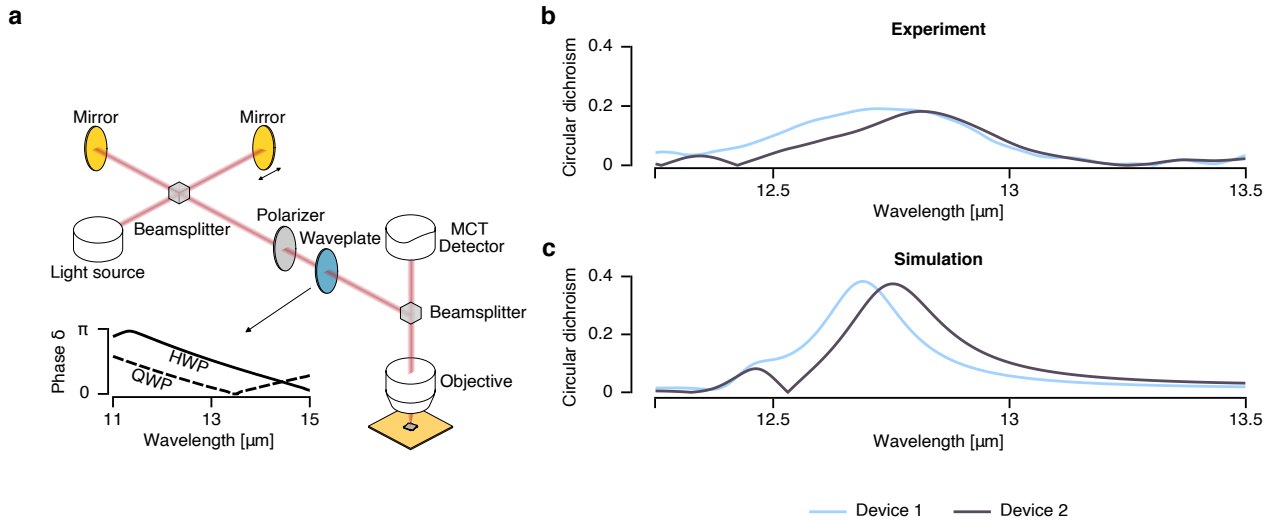 a
Mirror
Mirror
Beamsplitter
Light source
Polarizer
Waveplate
MCT
Detector
Beamsplitter
Objective
Phase δ
π
0
HWP
QWP
11
13
15
Wavelength [μm]
b
Experiment
Circular dichroism
0.4
0.2
0
12.5
13
13.5
Wavelength [μm]
c
Simulation
Circular dichroism
0.4
0.2
0
12.5
13
13.5
Wavelength [μm]
Device 1
Device 2